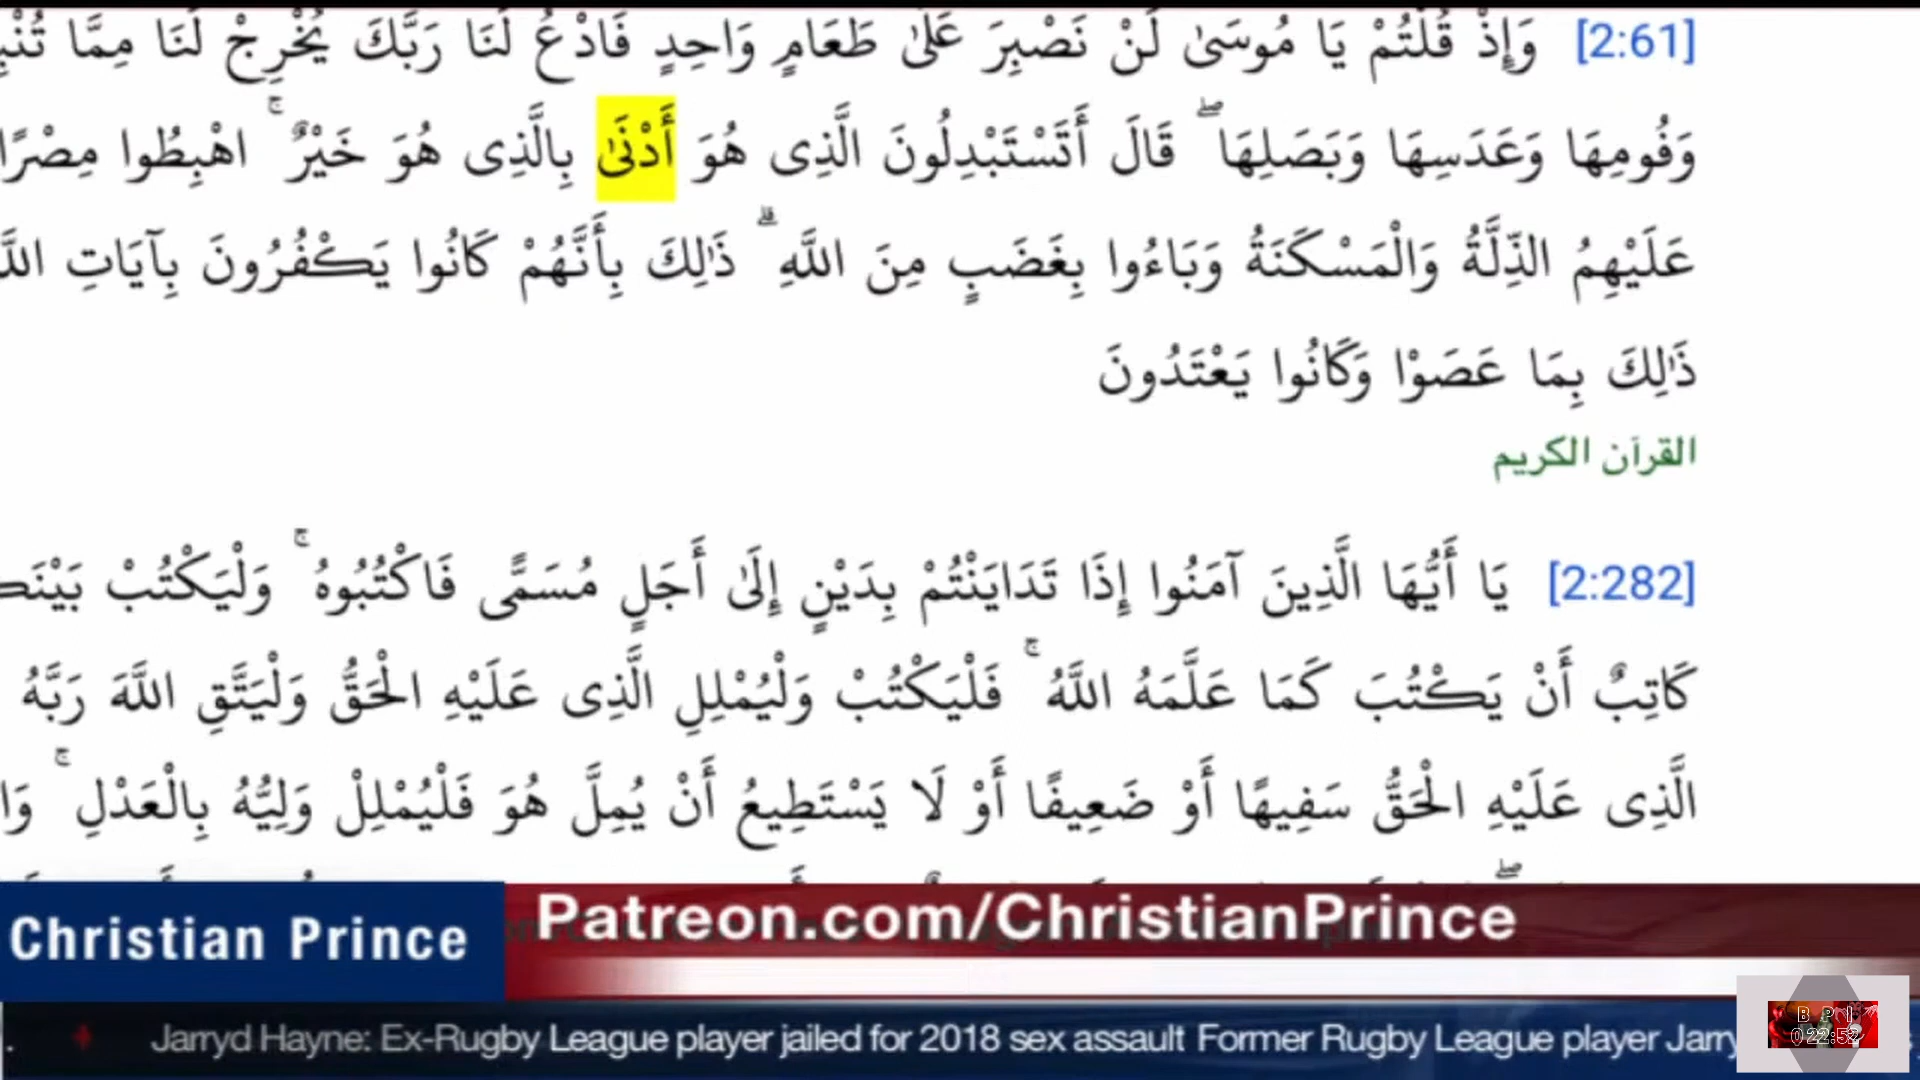 [2:61] وَإِذْ قُلْتُمْ يَا مُوسَىٰ لَنْ نَصْبِرَ عَلَىٰ طَعَامٍ وَاحِدٍ فَادْعُ لَنَا رَبَّكَ يُخْرِجْ لَنَا مِمَّا
وَفُومِهَا وَعَدَسِهَا وَبَصَلِهَا ۖ قَالَ أَتَسْتَبْدِلُونَ الَّذِى هُوَ أَدْنَىٰ بِالَّذِى هُوَ خَيْرٌ ۚ اهْبِطُوا مِصْرًا
عَلَيْهِمُ الذِّلَّةُ وَالْمَسْكَنَةُ وَبَاءُوا بِغَضَبٍ مِنَ اللَّهِ ۗ ذَٰلِكَ بِأَنَّهُمْ كَانُوا يَكْفُرُونَ بِآيَاتِ
ذَٰلِكَ بِمَا عَصَوْا وَكَانُوا يَعْتَدُونَ
القرآن الكريم
[2:282] يَا أَيُّهَا الَّذِينَ آمَنُوا إِذَا تَدَايَنْتُمْ بِدَيْنٍ إِلَىٰ أَجَلٍ مُسَمًّى فَاكْتُبُوهُ ۚ وَلْيَكْتُبْ
كَاتِبٌ أَنْ يَكْتُبَ كَمَا عَلَّمَهُ اللَّهُ ۚ فَلْيَكْتُبْ وَلْيُمْلِلِ الَّذِى عَلَيْهِ الْحَقُّ وَلْيَتَّقِ اللَّهَ رَبَّهُ
الَّذِى عَلَيْهِ الْحَقُّ سَفِيهًا أَوْ ضَعِيفًا أَوْ لَا يَسْتَطِيعُ أَنْ يُمِلَّ هُوَ فَلْيُمْلِلْ وَلِيُّهُ بِالْعَدْلِ ۚ
Patreon.com/ChristianPrince
Christian Prince
Jarryd Hayne: Ex-Rugby League player jailed for 2018 sex assault Former Rugby League player